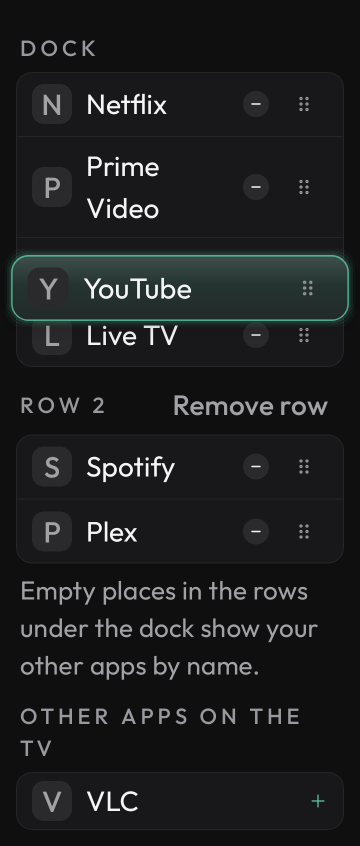 DOCK
N Netflix
P Prime
Video
Y YouTube
L Live TV
ROW 2 Remove row
S Spotify
P Plex
Empty places in the rows
under the dock show your
other apps by name.
OTHER APPS ON THE
TV
V VLC +